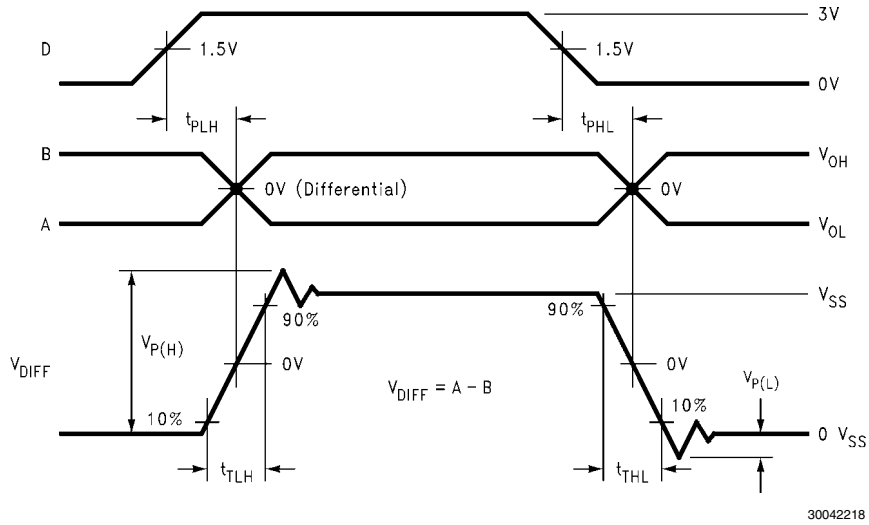 3V
D
1.5V
1.5V
0V
tPLH
tPHL
B
VOH
0V (Differential)
0V
A
VOL
VSS
90%
90%
VP(H)
VDIFF
0V
0V
VP(L)
VDIFF = A - B
10%
10%
0 VSS
tTLH
tTHL
30042218